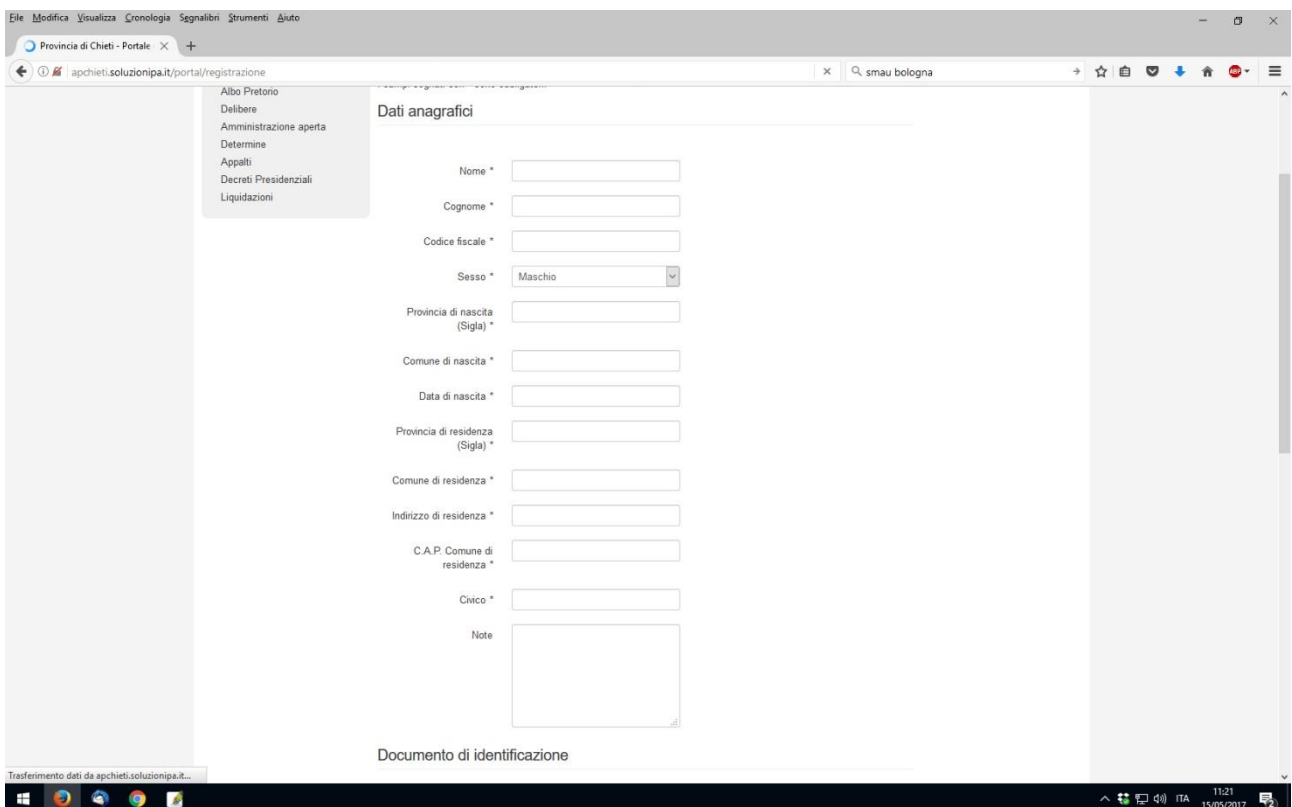 File Modifica Visualizza Cronologia Segnalibri Strumenti Aiuto
Provincia di Chieti - Portale
apchieti.soluzionipa.it/portal/registrazione
smau bologna
ABP
Albo Pretorio
Delibere
Amministrazione aperta
Determine
Appalti
Decreti Presidenziali
Liquidazioni
Dati anagrafici
Nome *
Cognome *
Codice fiscale *
Sesso *
Maschio
Provincia di nascita
(Sigla) *
Comune di nascita *
Data di nascita *
Provincia di residenza
(Sigla) *
Comune di residenza *
Indirizzo di residenza *
C.A.P. Comune di
residenza *
Civico *
Note
Documento di identificazione
Trasferimento dati da apchieti.soluzionipa.it...
ITA
11:21
15/05/2017